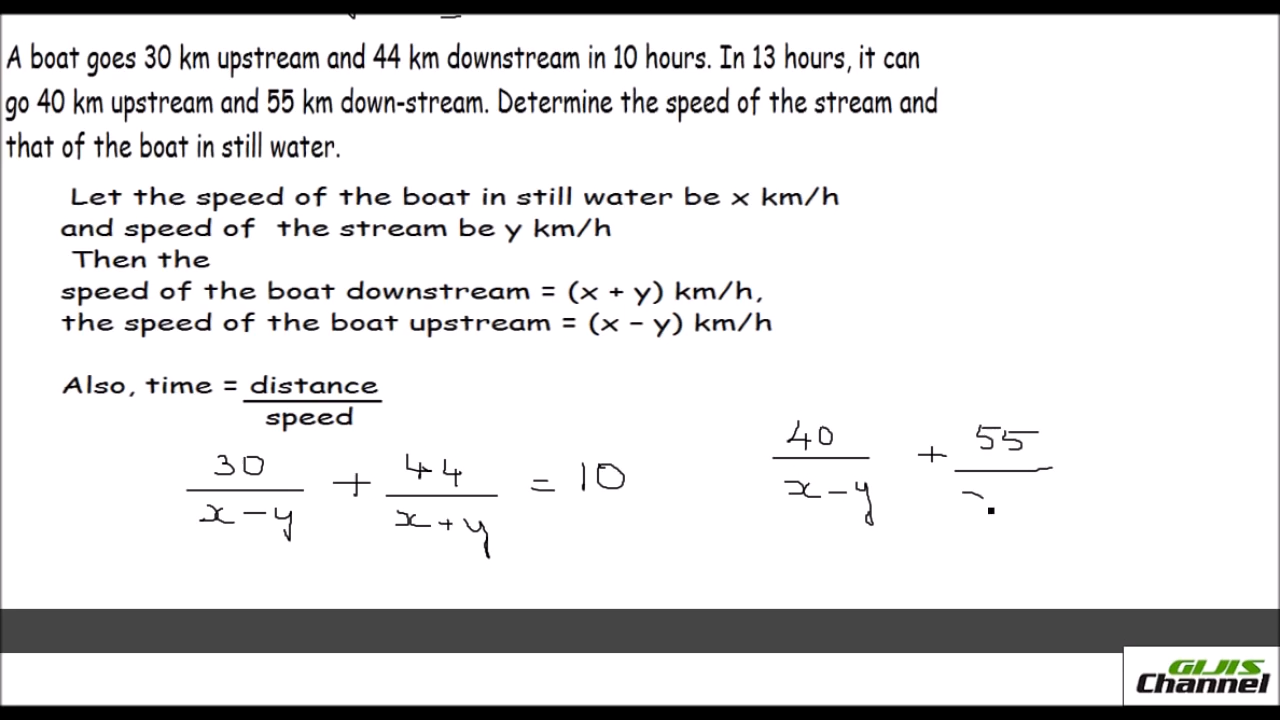 A boat goes 30 km upstream and 44 km downstream in 10 hours. In 13 hours, it can
go 40 km upstream and 55 km down-stream. Determine the speed of the stream and
that of the boat in still water.
Let the speed of the boat in still water be x km/h
and speed of the stream be y km/h
Then the
speed of the boat downstream = (x + y) km/h,
the speed of the boat upstream = (x - y) km/h
Also, time = distance
speed
30
x - y
+
44
x + y
= 10
40
x - y
+
55
GIJIS
Channel